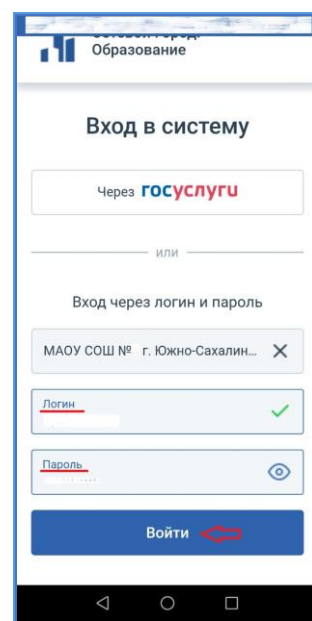 Образование
Вход в систему
Через госуслуги
или
Вход через логин и пароль
МАОУ СОШ № г. Южно-Сахалин...
Логин
Пароль
Войти